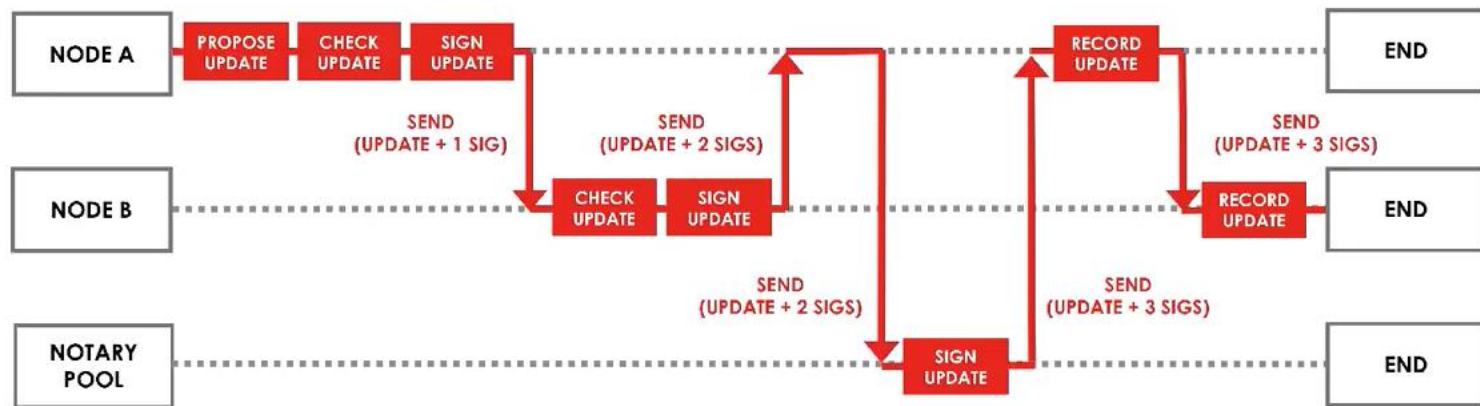 NODE A
PROPOSE
UPDATE
CHECK
UPDATE
SIGN
UPDATE
RECORD
UPDATE
END
SEND
(UPDATE + 1 SIG)
SEND
(UPDATE + 2 SIGS)
SEND
(UPDATE + 3 SIGS)
NODE B
CHECK
UPDATE
SIGN
UPDATE
RECORD
UPDATE
END
SEND
(UPDATE + 2 SIGS)
SEND
(UPDATE + 3 SIGS)
NOTARY
POOL
SIGN
UPDATE
END